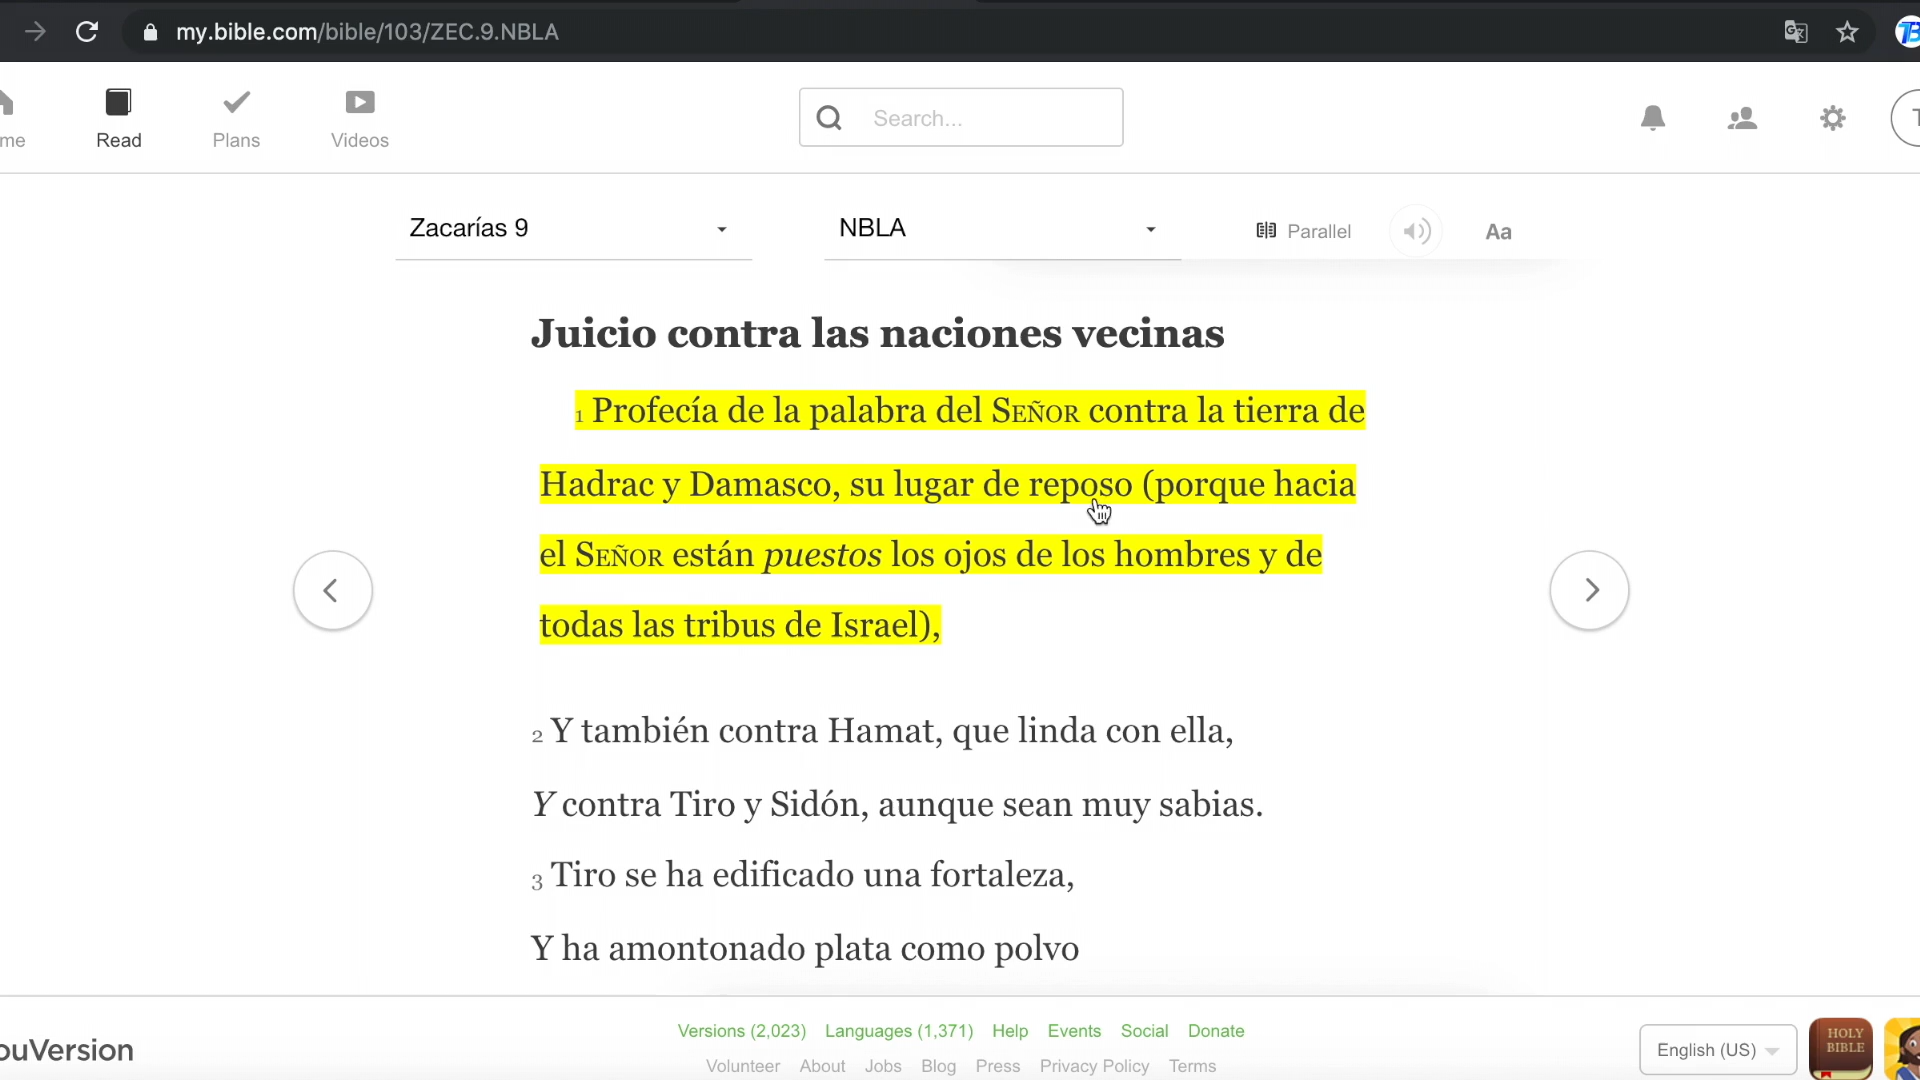 my.bible.com/bible/103/ZEC.9.NBLA
me
Read
Plans
Videos
Search...
Zacarías 9
NBLA
Parallel
Aa
Juicio contra las naciones vecinas
1 Profecía de la palabra del SEÑOR contra la tierra de
Hadrac y Damasco, su lugar de reposo (porque hacia
el SEÑOR están puestos los ojos de los hombres y de
todas las tribus de Israel),
2 Y también contra Hamat, que linda con ella,
Y contra Tiro y Sidón, aunque sean muy sabias.
3 Tiro se ha edificado una fortaleza,
Y ha amontonado plata como polvo
ouVersion
Versions (2,023) Languages (1,371) Help Events Social Donate
Volunteer About Jobs Blog Press Privacy Policy Terms
English (US)
HOLY
BIBLE